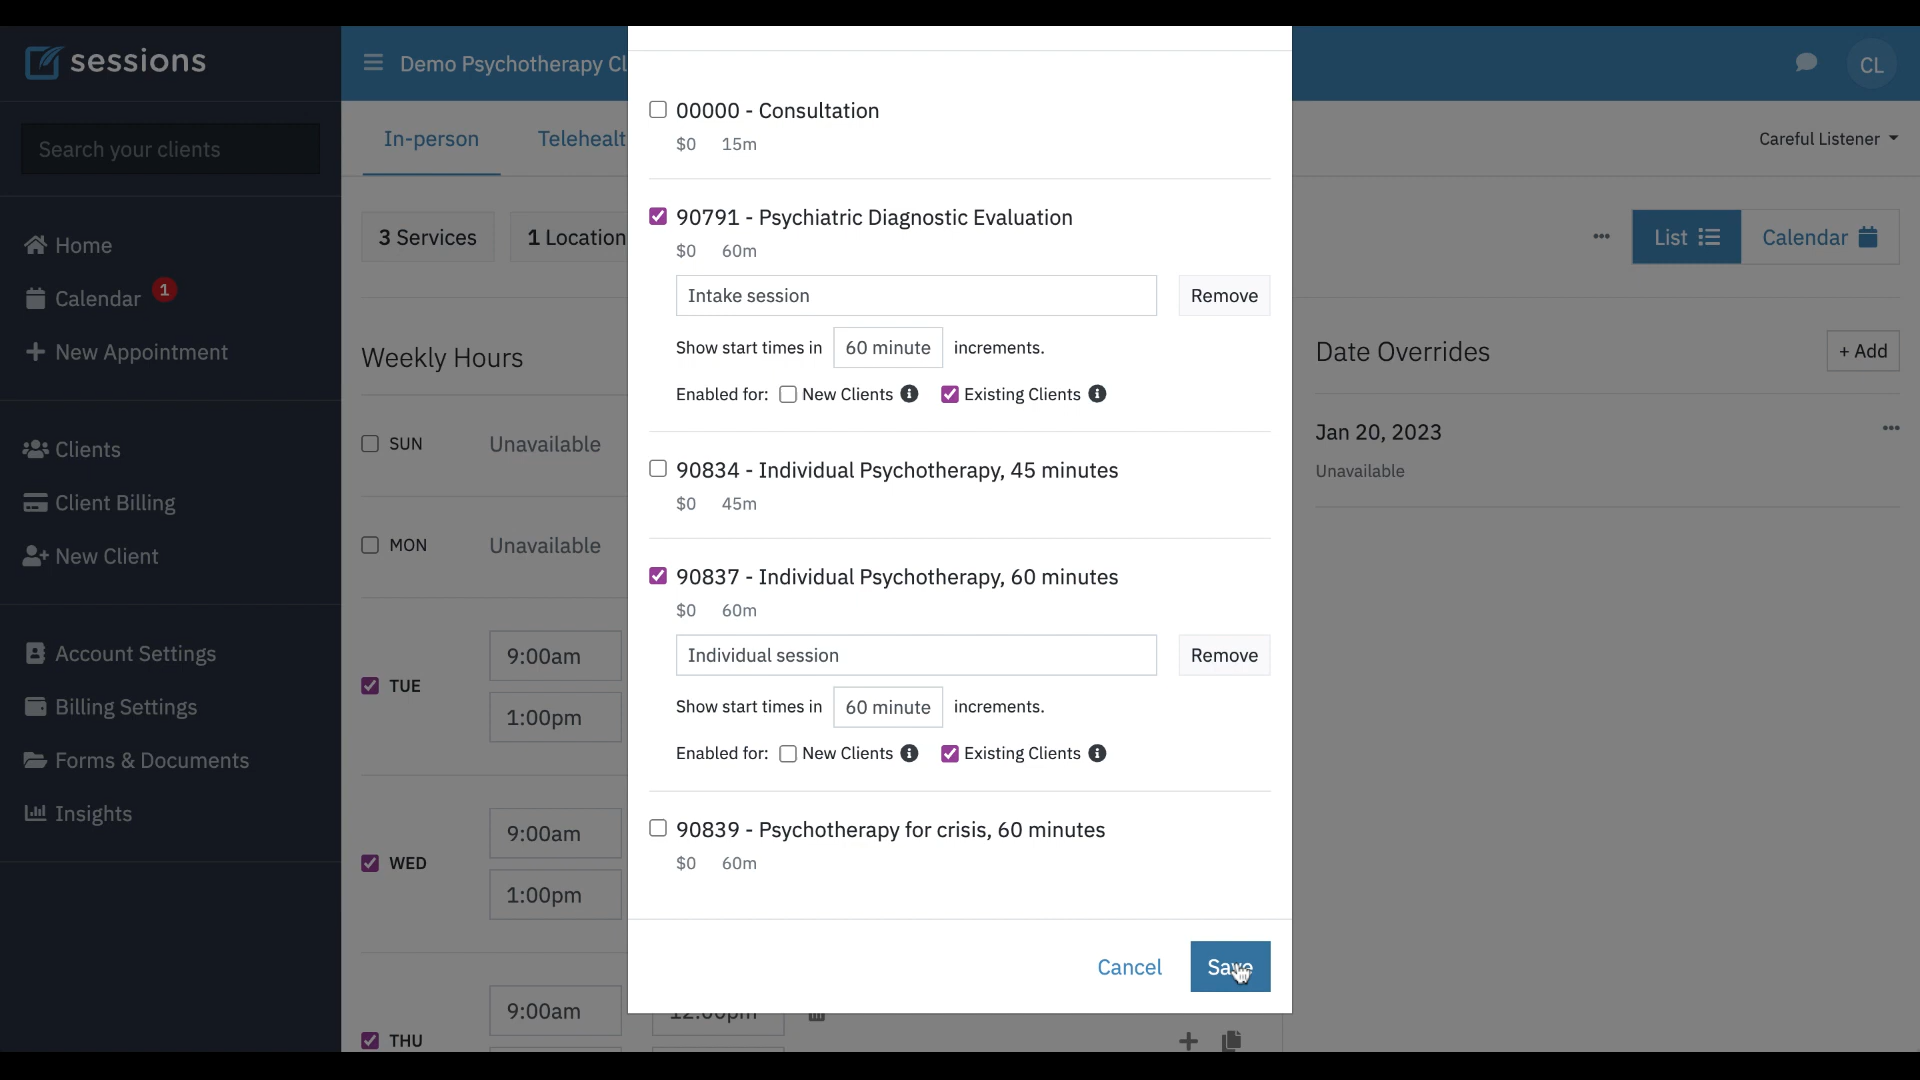 sessions
Search your clients
Home
Calendar 1
New Appointment
Clients
Client Billing
New Client
Account Settings
Billing Settings
Forms & Documents
Insights
Demo Psychotherapy Cl
CL
In-person Telehealt
Careful Listener
3 Services 1 Location
List Calendar
Weekly Hours
SUN Unavailable
MON Unavailable
TUE 9:00am
1:00pm
WED 9:00am
1:00pm
THU 9:00am 12:00pm
00000 - Consultation
$0 15m
90791 - Psychiatric Diagnostic Evaluation
$0 60m
Intake session Remove
Show start times in 60 minute increments.
Enabled for: New Clients Existing Clients
90834 - Individual Psychotherapy, 45 minutes
$0 45m
90837 - Individual Psychotherapy, 60 minutes
$0 60m
Individual session Remove
Show start times in 60 minute increments.
Enabled for: New Clients Existing Clients
90839 - Psychotherapy for crisis, 60 minutes
$0 60m
Cancel Save
Date Overrides + Add
Jan 20, 2023
Unavailable